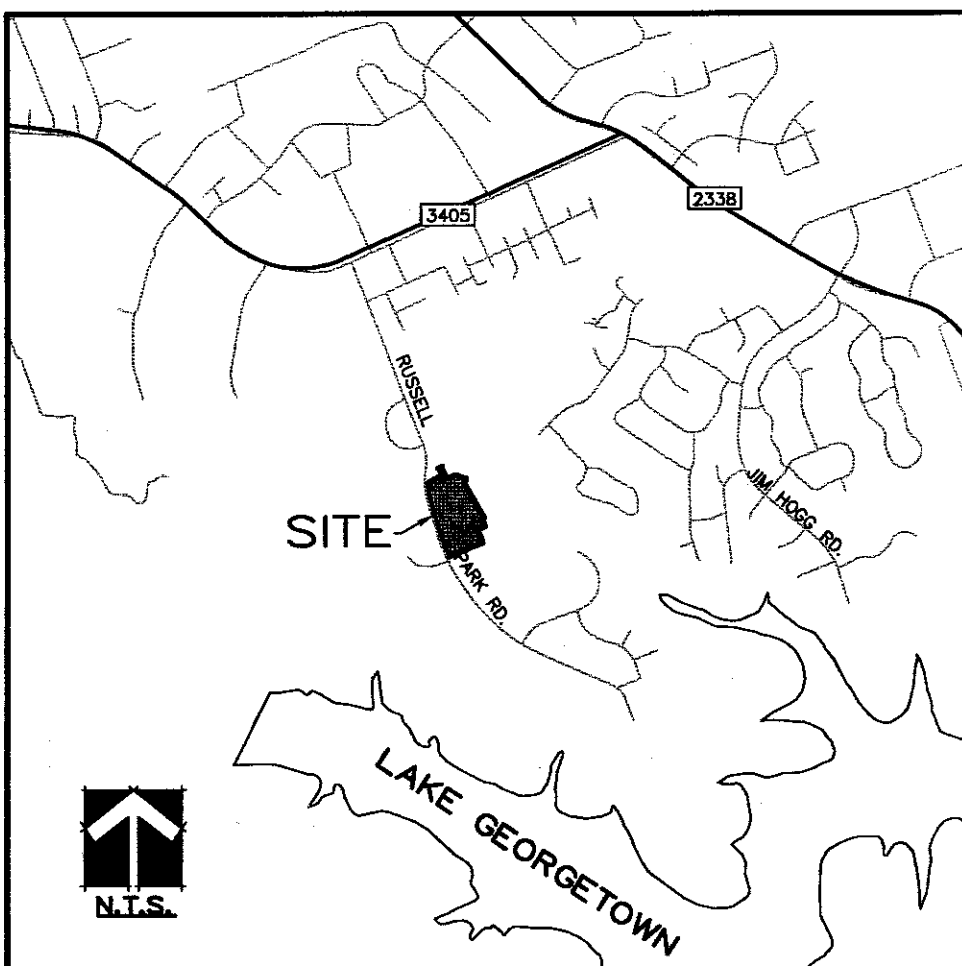 3405
2338
RUSSELL
JIM HOGG RD.
SITE
PARK RD.
LAKE GEORGETOWN
N.T.S.